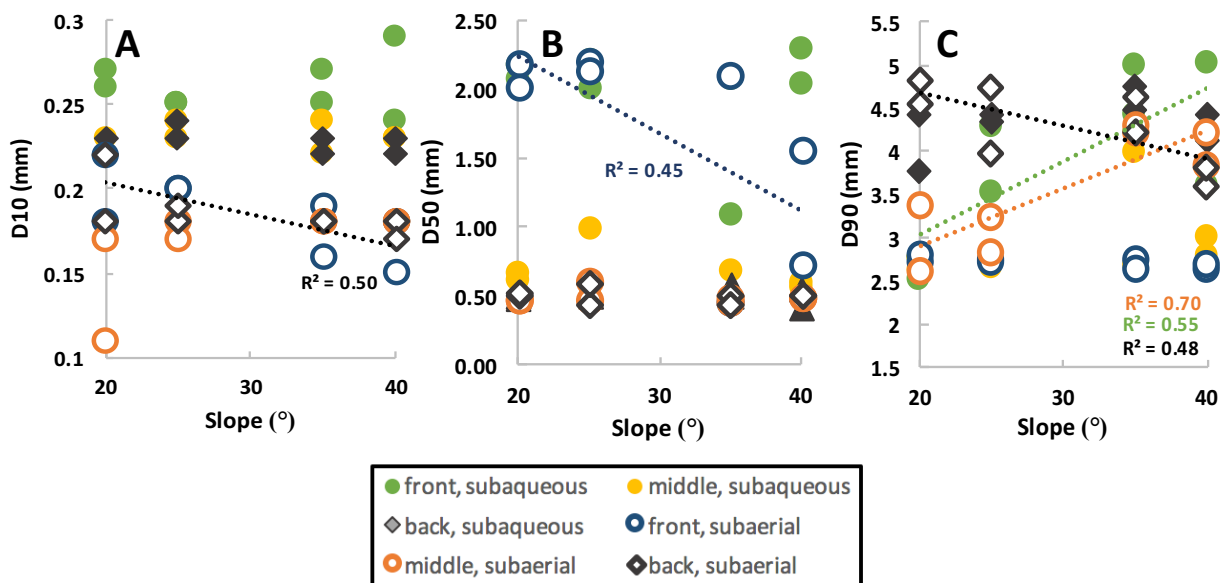 A
D10 (mm)
0.3
0.25
0.2
0.15
0.1
R² = 0.50
20
30
40
Slope (°)
B
D50 (mm)
2.50
2.00
1.50
1.00
0.50
0.00
R² = 0.45
20
30
40
Slope (°)
C
D90 (mm)
5.5
5
4.5
4
3.5
3
2.5
2
1.5
R² = 0.70
R² = 0.55
R² = 0.48
20
30
40
Slope (°)
front, subaqueous
middle, subaqueous
back, subaqueous
front, subaerial
middle, subaerial
back, subaerial